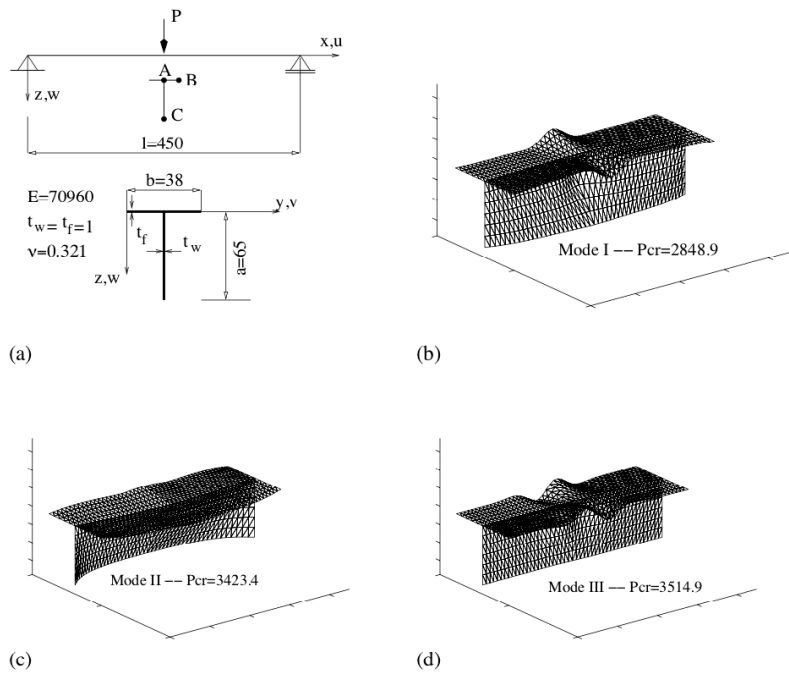 P
x,u
A
B
z,w
C
l=450
b=38
E=70960
t_w = t_f = 1
ν=0.321
y,v
t_f
t_w
a=65
z,w
(a)
Mode I -- Pcr=2848.9
(b)
Mode II -- Pcr=3423.4
(c)
Mode III -- Pcr=3514.9
(d)